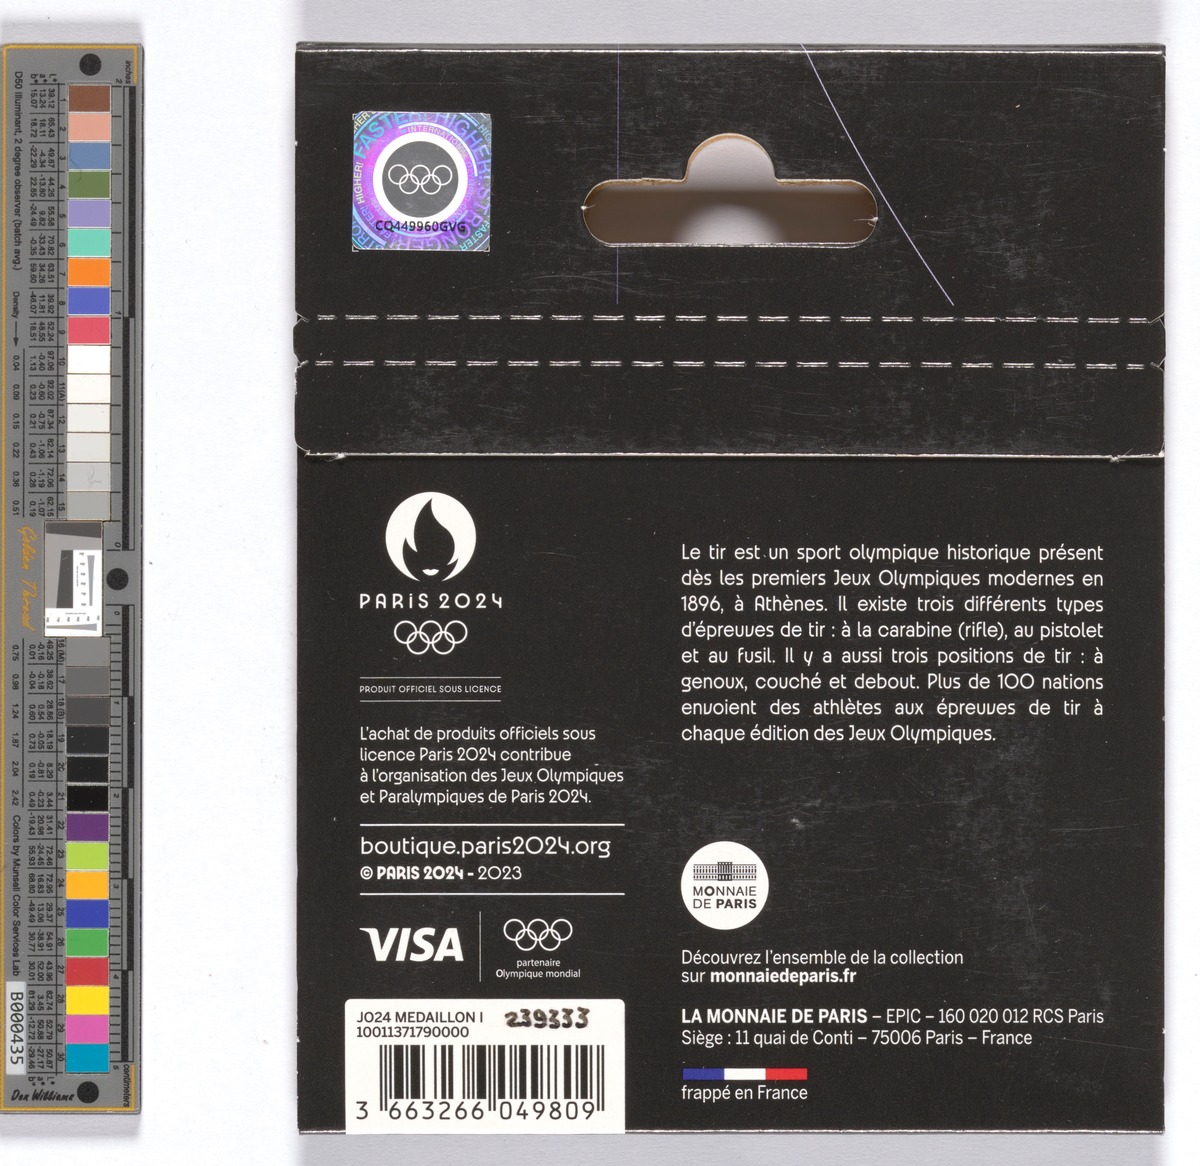 CQ449960GVG
PARIS 2024
PRODUIT OFFICIEL SOUS LICENCE
L'achat de produits officiels sous
licence Paris 2024 contribue
à l'organisation des Jeux Olympiques
et Paralympiques de Paris 2024.
boutique.paris2024.org
© PARIS 2024 - 2023
VISA
partenaire
Olympique mondial
JO24 MEDAILLON I 239333
10011371790000
3 663266 049809
Le tir est un sport olympique historique présent
dès les premiers Jeux Olympiques modernes en
1896, à Athènes. Il existe trois différents types
d'épreuves de tir : à la carabine (rifle), au pistolet
et au fusil. Il y a aussi trois positions de tir : à
genoux, couché et debout. Plus de 100 nations
envoient des athlètes aux épreuves de tir à
chaque édition des Jeux Olympiques.
MONNAIE
DE PARIS
Découvrez l'ensemble de la collection
sur monnaiedeparis.fr
LA MONNAIE DE PARIS – EPIC – 160 020 012 RCS Paris
Siège : 11 quai de Conti – 75006 Paris – France
frappé en France
D50 Illuminant, 2 degree observer (batch avg.)
Density
Golden Thread
Colors by Munsell Color Services Lab
B000435
Don Williams
inches
centimeters